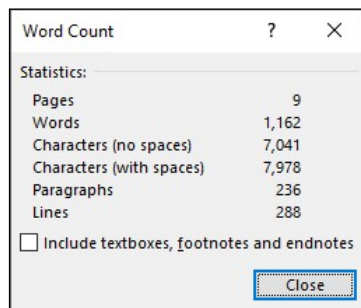 Word Count ? ×
Statistics:
Pages 9
Words 1,162
Characters (no spaces) 7,041
Characters (with spaces) 7,978
Paragraphs 236
Lines 288
Include textboxes, footnotes and endnotes
Close